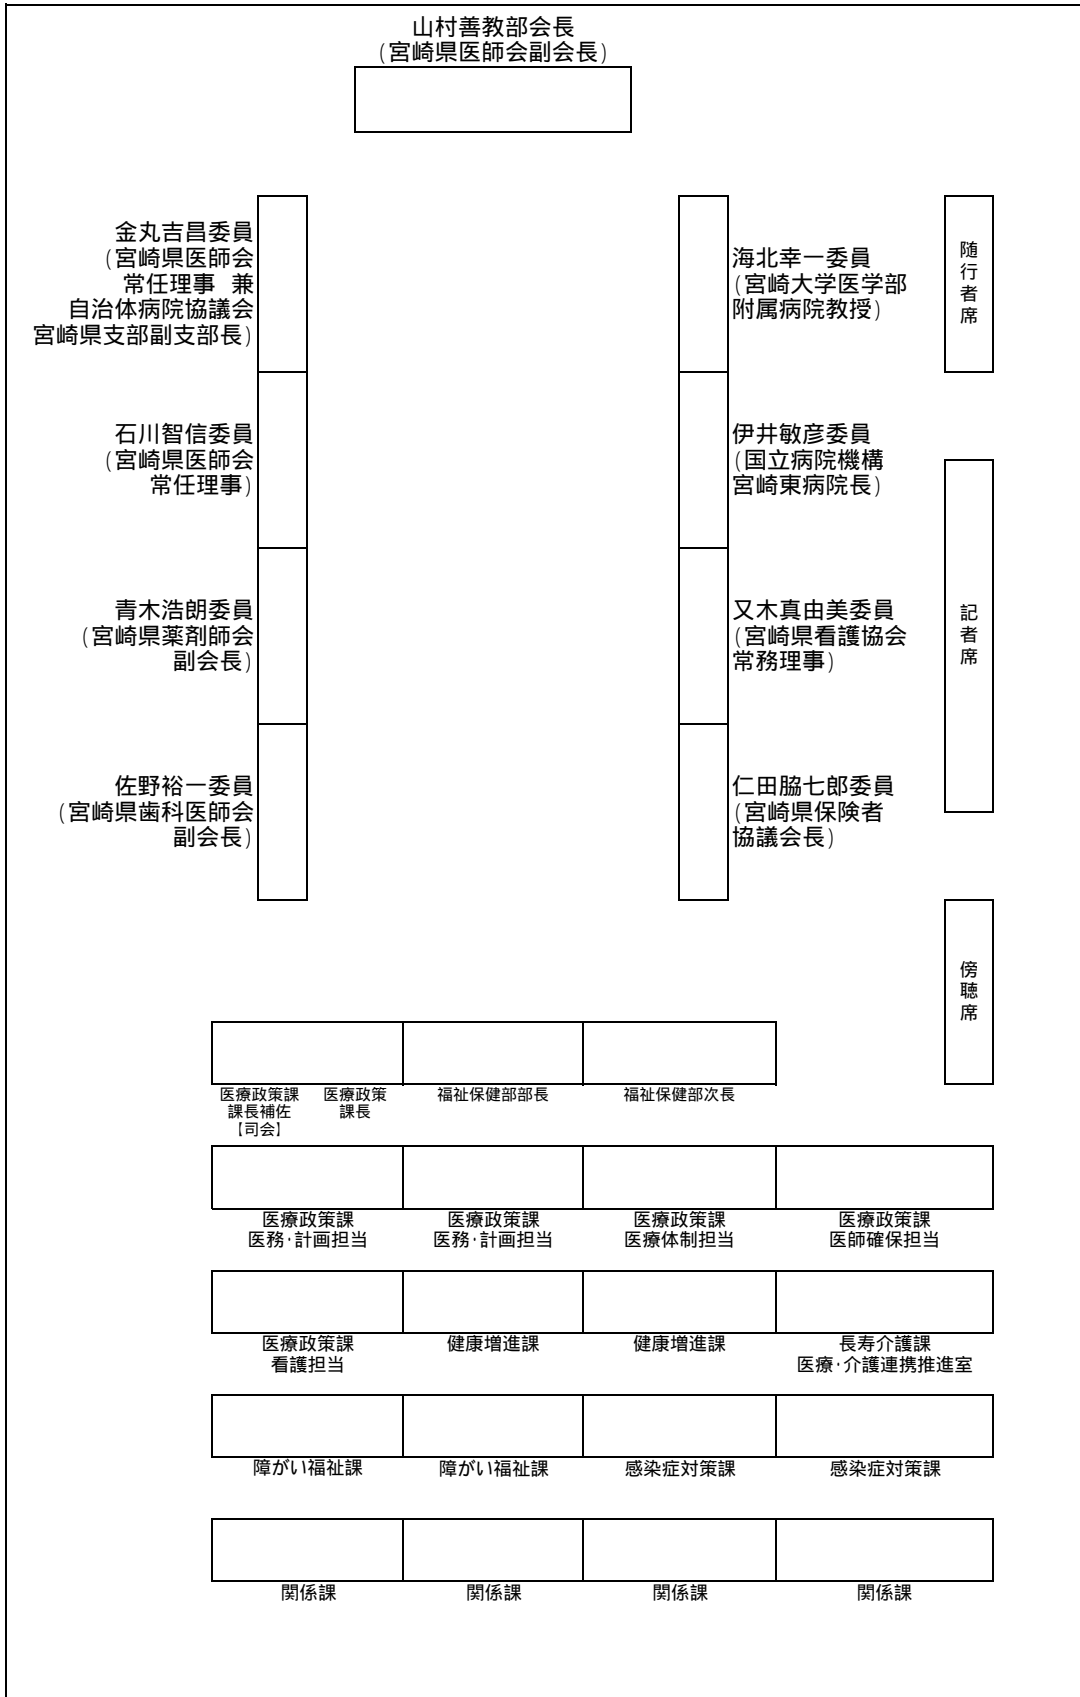 山村善教部会長
(宮崎県医師会副会長)
金丸吉昌委員
(宮崎県医師会
常任理事 兼
自治体病院協議会
宮崎県支部副支部長)
石川智信委員
(宮崎県医師会
常任理事)
青木浩朗委員
(宮崎県薬剤師会
副会長)
佐野裕一委員
(宮崎県歯科医師会
副会長)
海北幸一委員
(宮崎大学医学部
附属病院教授)
伊井敏彦委員
(国立病院機構
宮崎東病院長)
又木真由美委員
(宮崎県看護協会
常務理事)
仁田脇七郎委員
(宮崎県保険者
協議会長)
随行者席
記者席
傍聴席
医療政策課
課長補佐
【司会】
医療政策
課長
福祉保健部部長
福祉保健部次長
医療政策課
医務・計画担当
医療政策課
医務・計画担当
医療政策課
医療体制担当
医療政策課
医師確保担当
医療政策課
看護担当
健康増進課
健康増進課
長寿介護課
医療・介護連携推進室
障がい福祉課
障がい福祉課
感染症対策課
感染症対策課
関係課
関係課
関係課
関係課